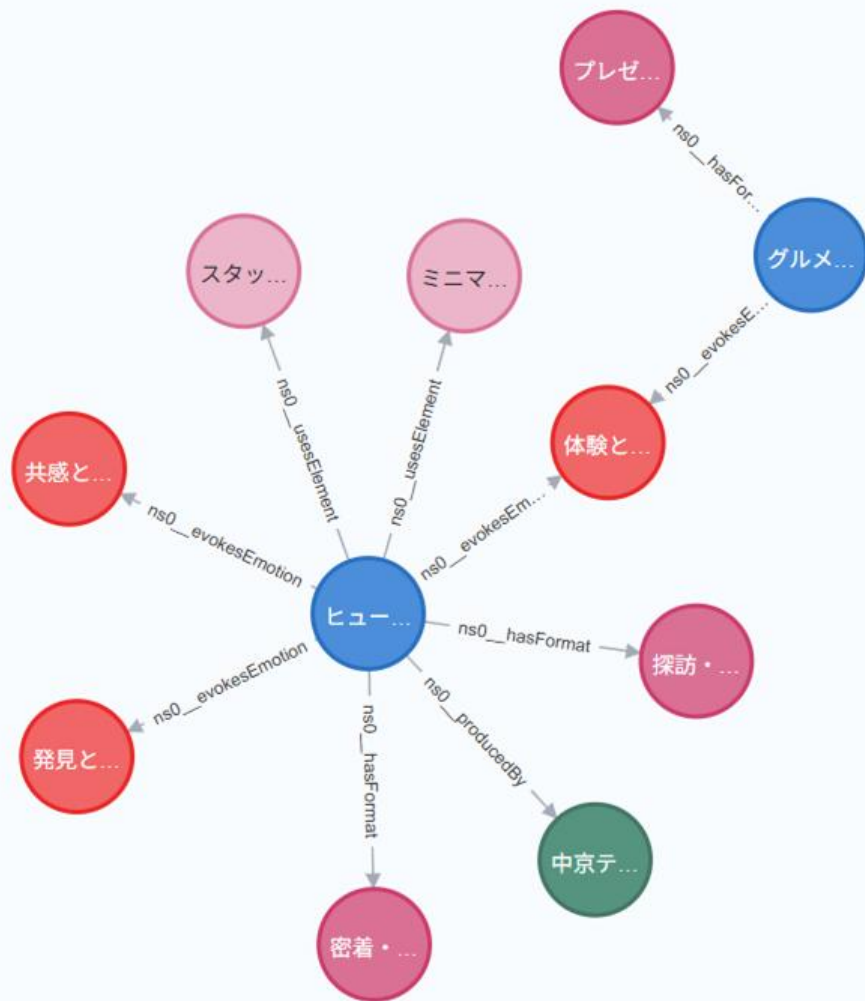 プレゼ...
ns0__hasFor...
グルメ...
スタッ...
ミニマ...
ns0__evokesE...
ns0__usesElement
ns0__usesElement
体験と...
共感と...
ns0__evokesEmotion
ns0__evokesEm...
ヒュー...
ns0__hasFormat
探訪・...
ns0__evokesEmotion
発見と...
ns0__hasFormat
ns0__producedBy
中京テ...
密着・...